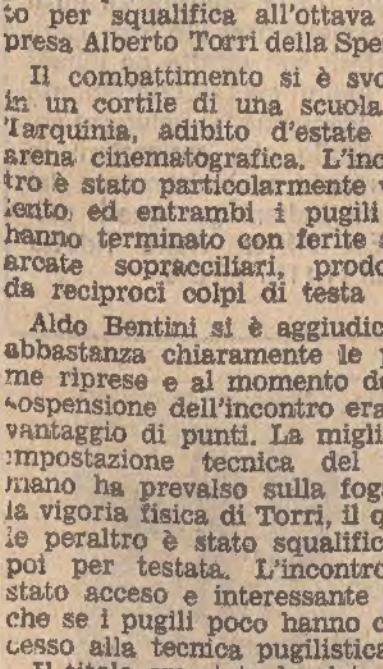 to per squalifica all'ottava
presa Alberto Torri della Spe
Il combattimento si è svo
in un cortile di una scuola
Tarquinia, adibito d'estate
arena cinematografica. L'inc
tro è stato particolarmente
lento, ed entrambi i pugili
hanno terminato con ferite
arcate sopracciliari, prodo
da reciproci colpi di testa
Aldo Bentini si è aggiudic
abbastanza chiaramente le p
me riprese e al momento d
sospensione dell'incontro era
vantaggio di punti. La migli
impostazione tecnica del
mano ha prevalso sulla fog
la vigoria fisica di Torri, il q
le peraltro è stato squalific
poi per testata. L'incontro
stato acceso e interessante
che se i pugili poco hanno c
cesso alla tecnica pugilistica